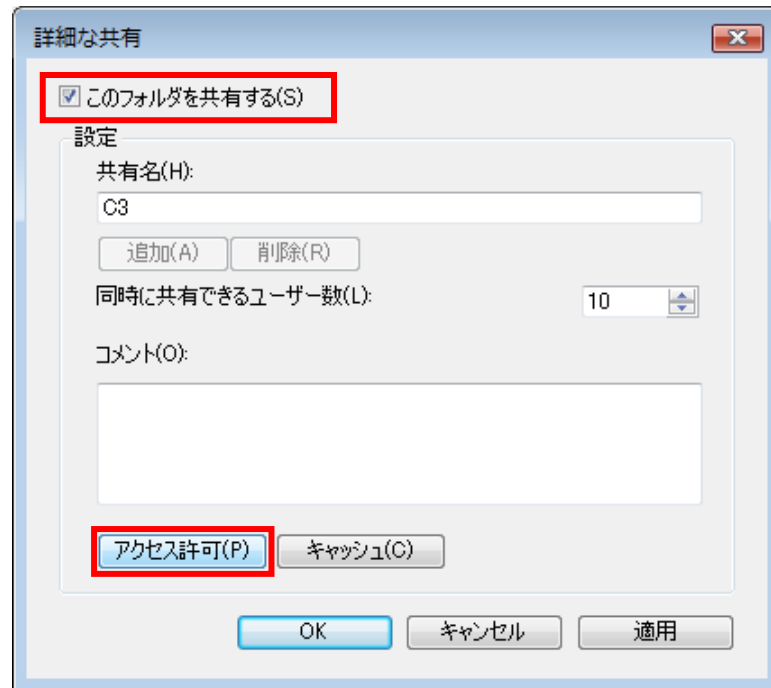 詳細な共有
このフォルダを共有する(S)
設定
共有名(H):
C3
追加(A) 削除(R)
同時に共有できるユーザー数(L): 10
コメント(O):
アクセス許可(P) キャッシュ(C)
OK キャンセル 適用